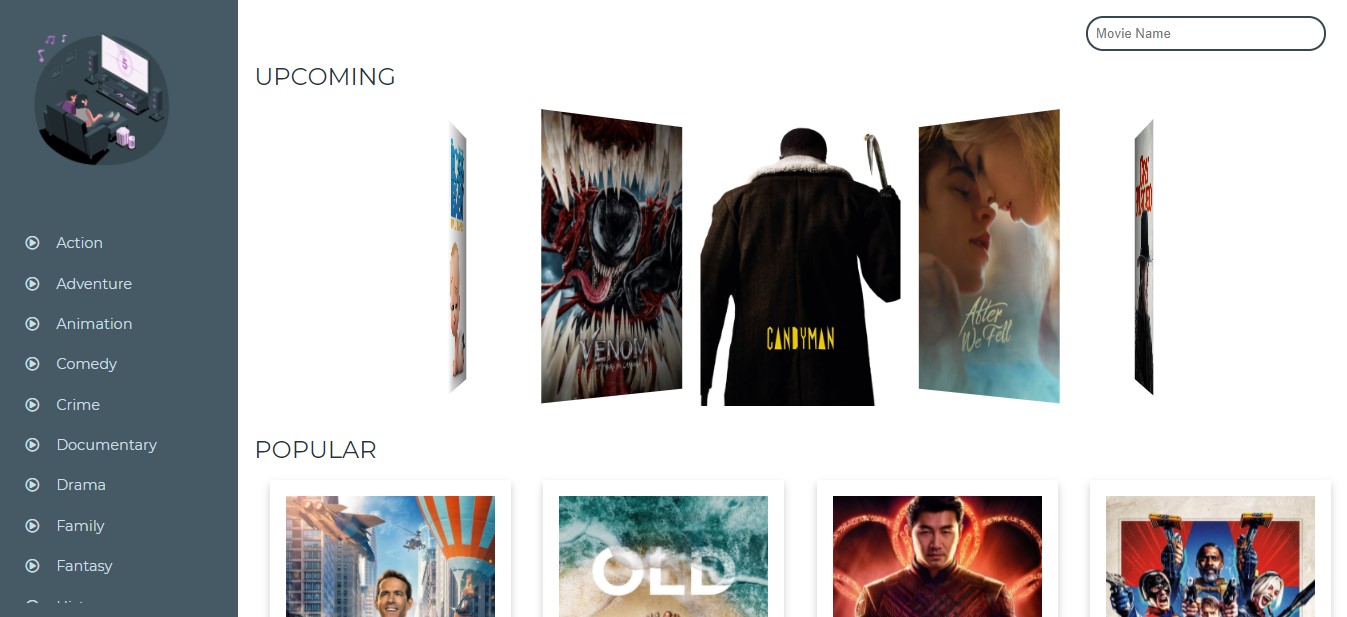 Movie Name
UPCOMING
5
Action
Adventure
Animation
Comedy
Crime
Documentary
Drama
Family
Fantasy
VENOM
CANDYMAN
After
We Fell
POPULAR
OLD